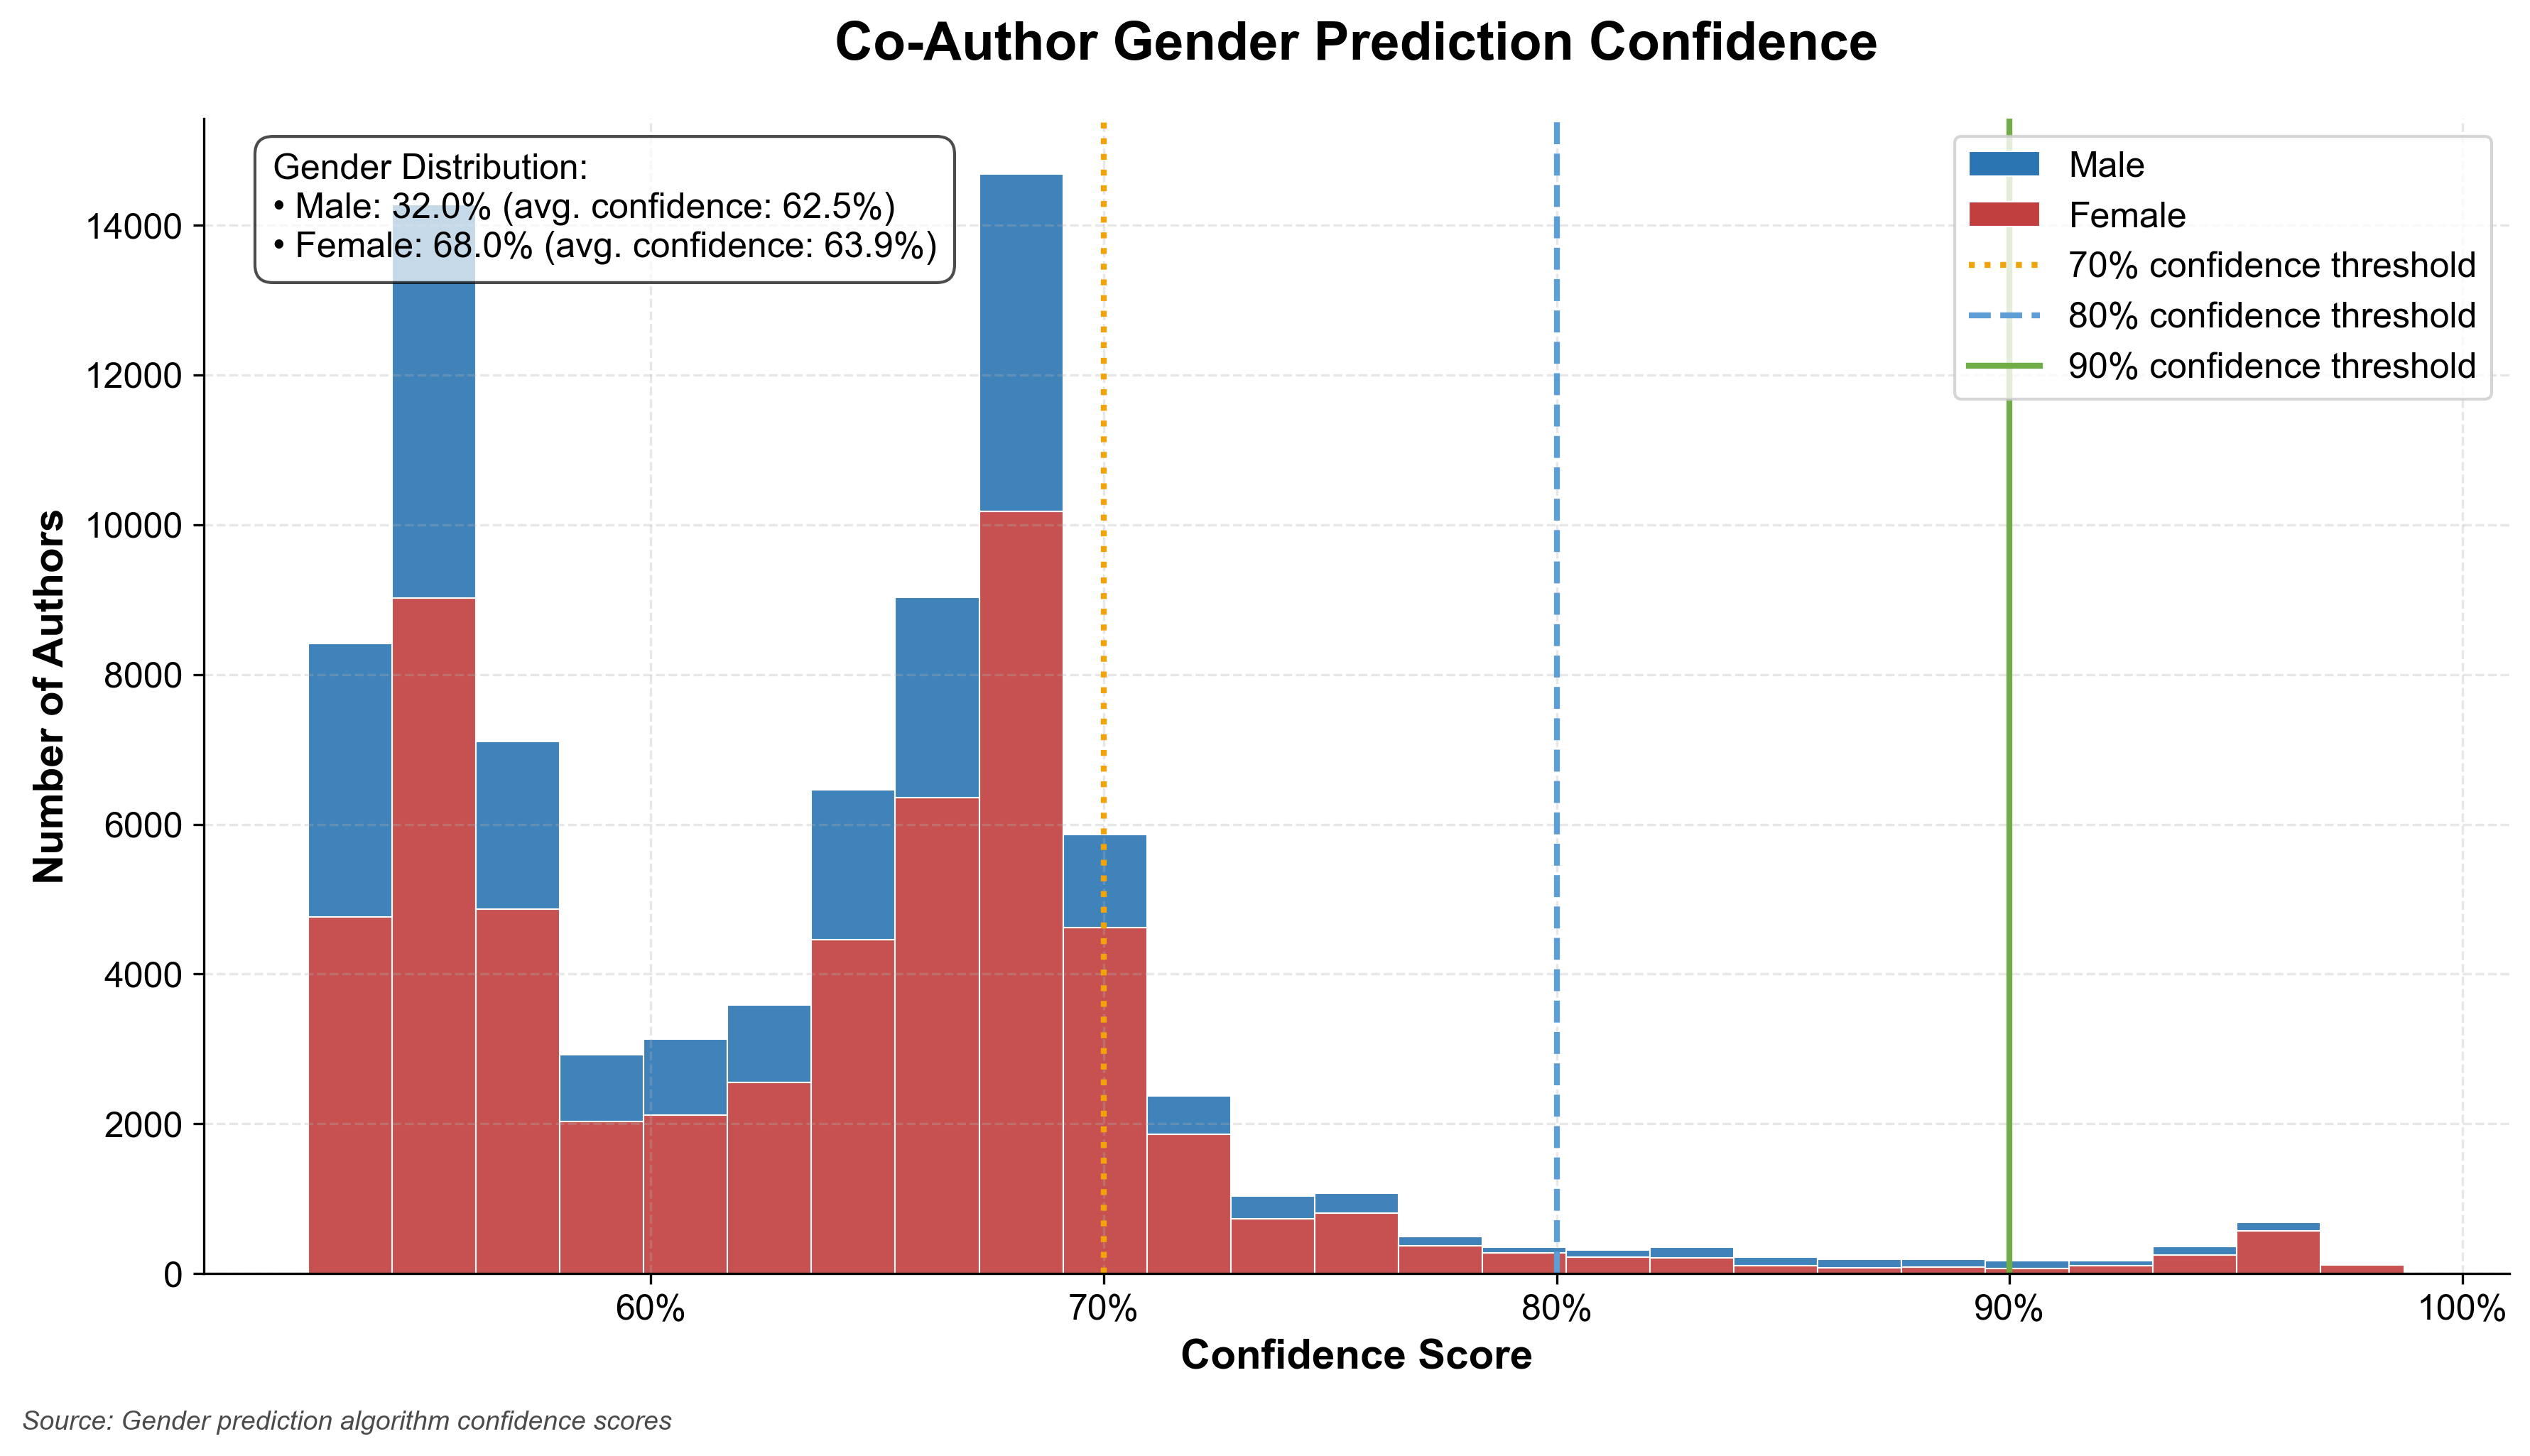 Co-Author Gender Prediction Confidence
Gender Distribution:
• Male: 32.0% (avg. confidence: 62.5%)
• Female: 68.0% (avg. confidence: 63.9%)
Male
Female
70% confidence threshold
80% confidence threshold
90% confidence threshold
Number of Authors
14000
12000
10000
8000
6000
4000
2000
0
60% 70% 80% 90% 100%
Confidence Score
Source: Gender prediction algorithm confidence scores